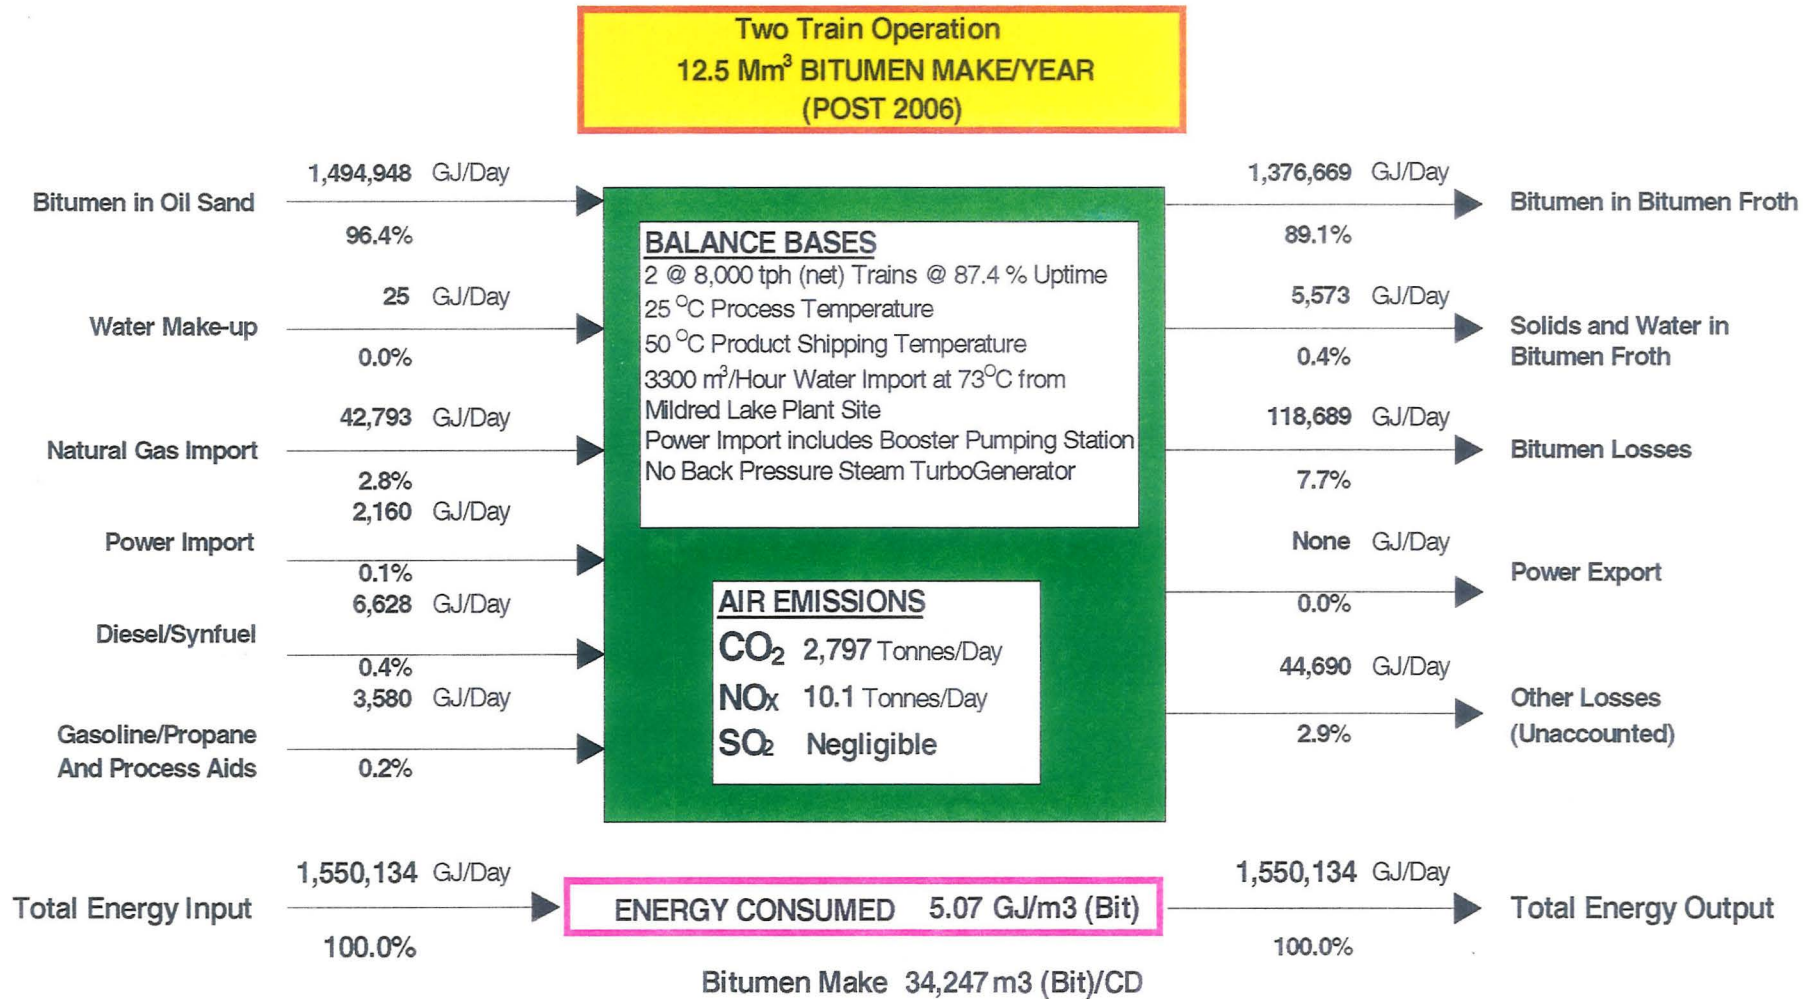 Two Train Operation
12.5 Mm³ BITUMEN MAKE/YEAR
(POST 2006)
1,494,948 GJ/Day
Bitumen in Oil Sand
96.4%
25 GJ/Day
Water Make-up
0.0%
42,793 GJ/Day
Natural Gas Import
2.8%
2,160 GJ/Day
Power Import
0.1%
6,628 GJ/Day
Diesel/Synfuel
0.4%
3,580 GJ/Day
Gasoline/Propane
And Process Aids
0.2%
BALANCE BASES
2 @ 8,000 tph (net) Trains @ 87.4 % Uptime
25 °C Process Temperature
50 °C Product Shipping Temperature
3300 m³/Hour Water Import at 73°C from
Mildred Lake Plant Site
Power Import includes Booster Pumping Station
No Back Pressure Steam TurboGenerator
AIR EMISSIONS
CO₂ 2,797 Tonnes/Day
NOx 10.1 Tonnes/Day
SO₂ Negligible
1,376,669 GJ/Day
Bitumen in Bitumen Froth
89.1%
5,573 GJ/Day
Solids and Water in
Bitumen Froth
0.4%
118,689 GJ/Day
Bitumen Losses
7.7%
None GJ/Day
Power Export
0.0%
44,690 GJ/Day
Other Losses
(Unaccounted)
2.9%
1,550,134 GJ/Day
Total Energy Input
100.0%
ENERGY CONSUMED 5.07 GJ/m3 (Bit)
1,550,134 GJ/Day
Total Energy Output
100.0%
Bitumen Make 34,247 m3 (Bit)/CD